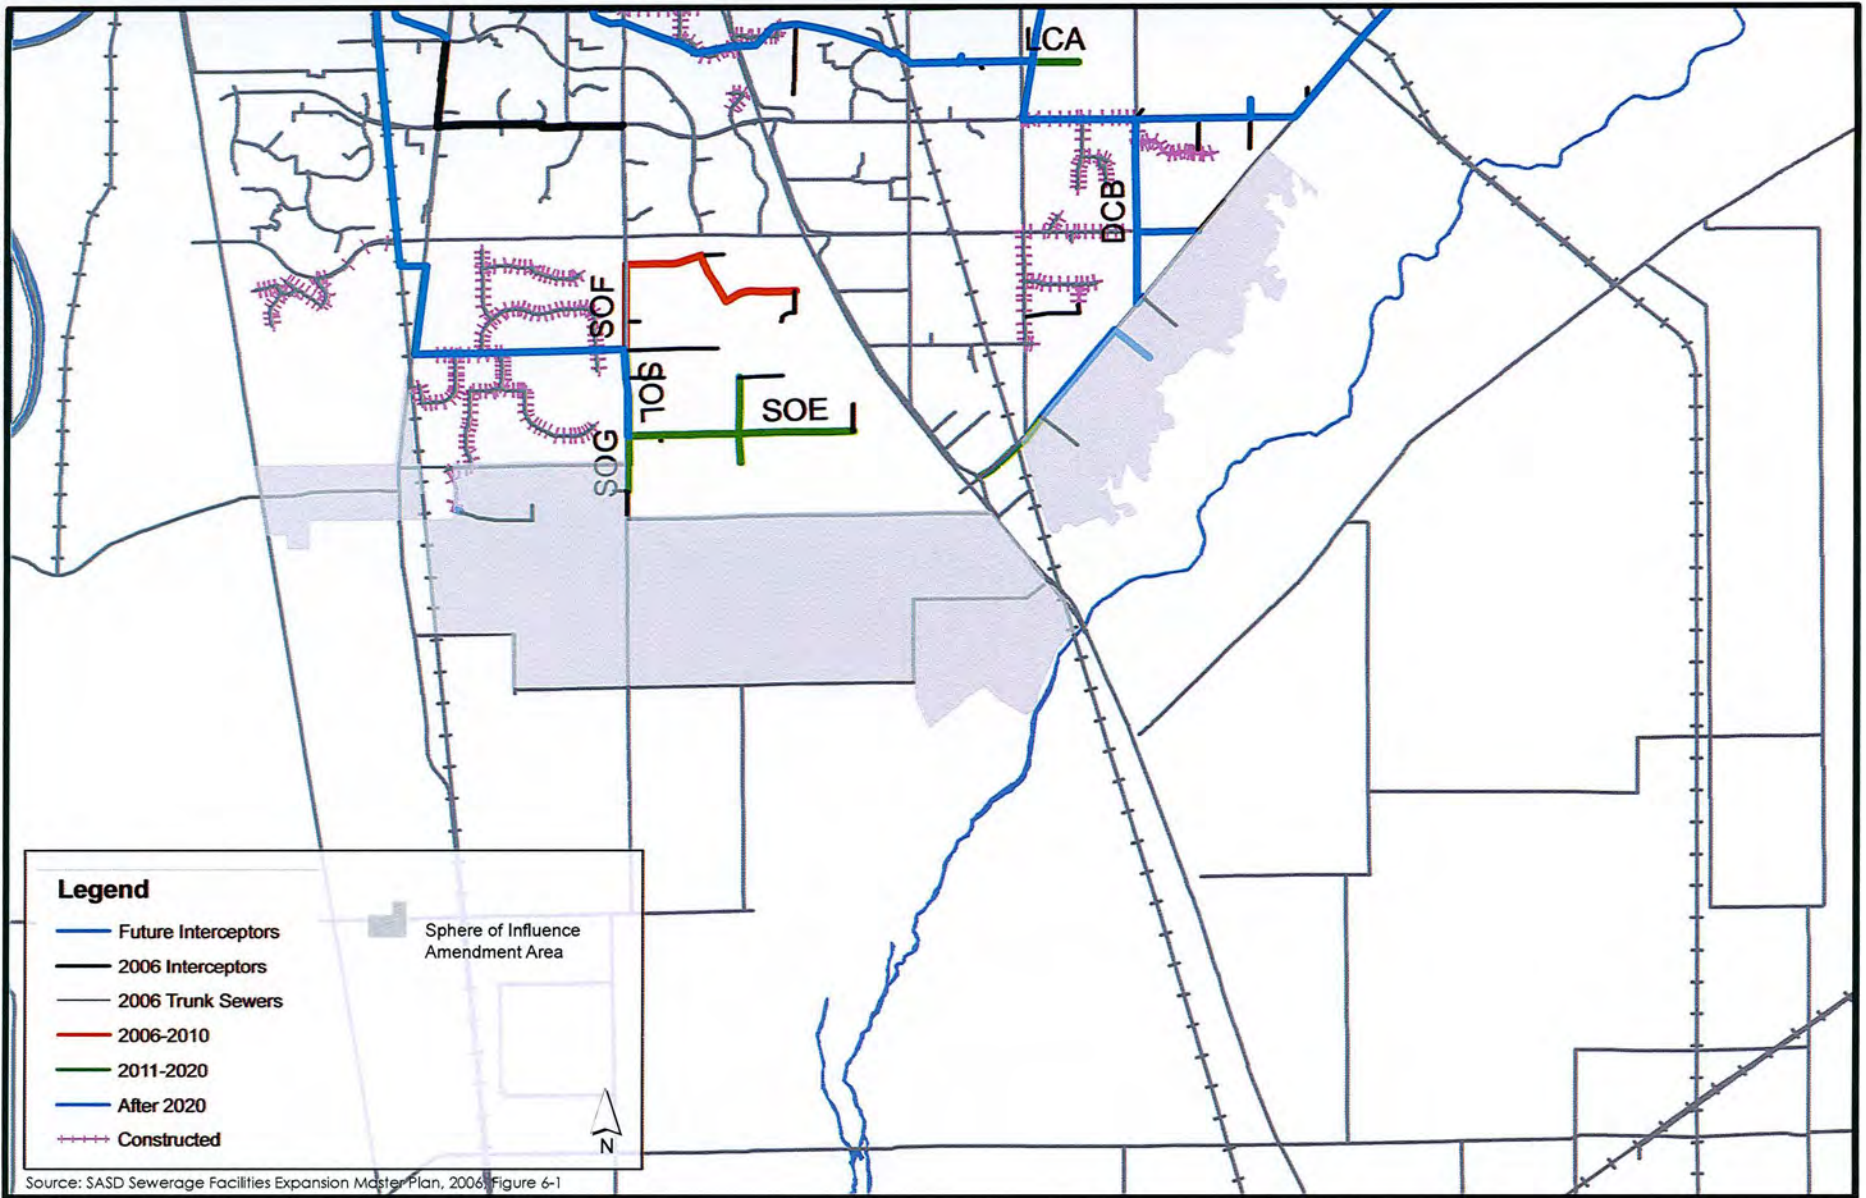 LCA
DCB
SOF
SOL
SOE
SOG
Legend
Future Interceptors
2006 Interceptors
2006 Trunk Sewers
2006-2010
2011-2020
After 2020
Constructed
Sphere of Influence
Amendment Area
N
Source: SASD Sewerage Facilities Expansion Master Plan, 2006, Figure 6-1